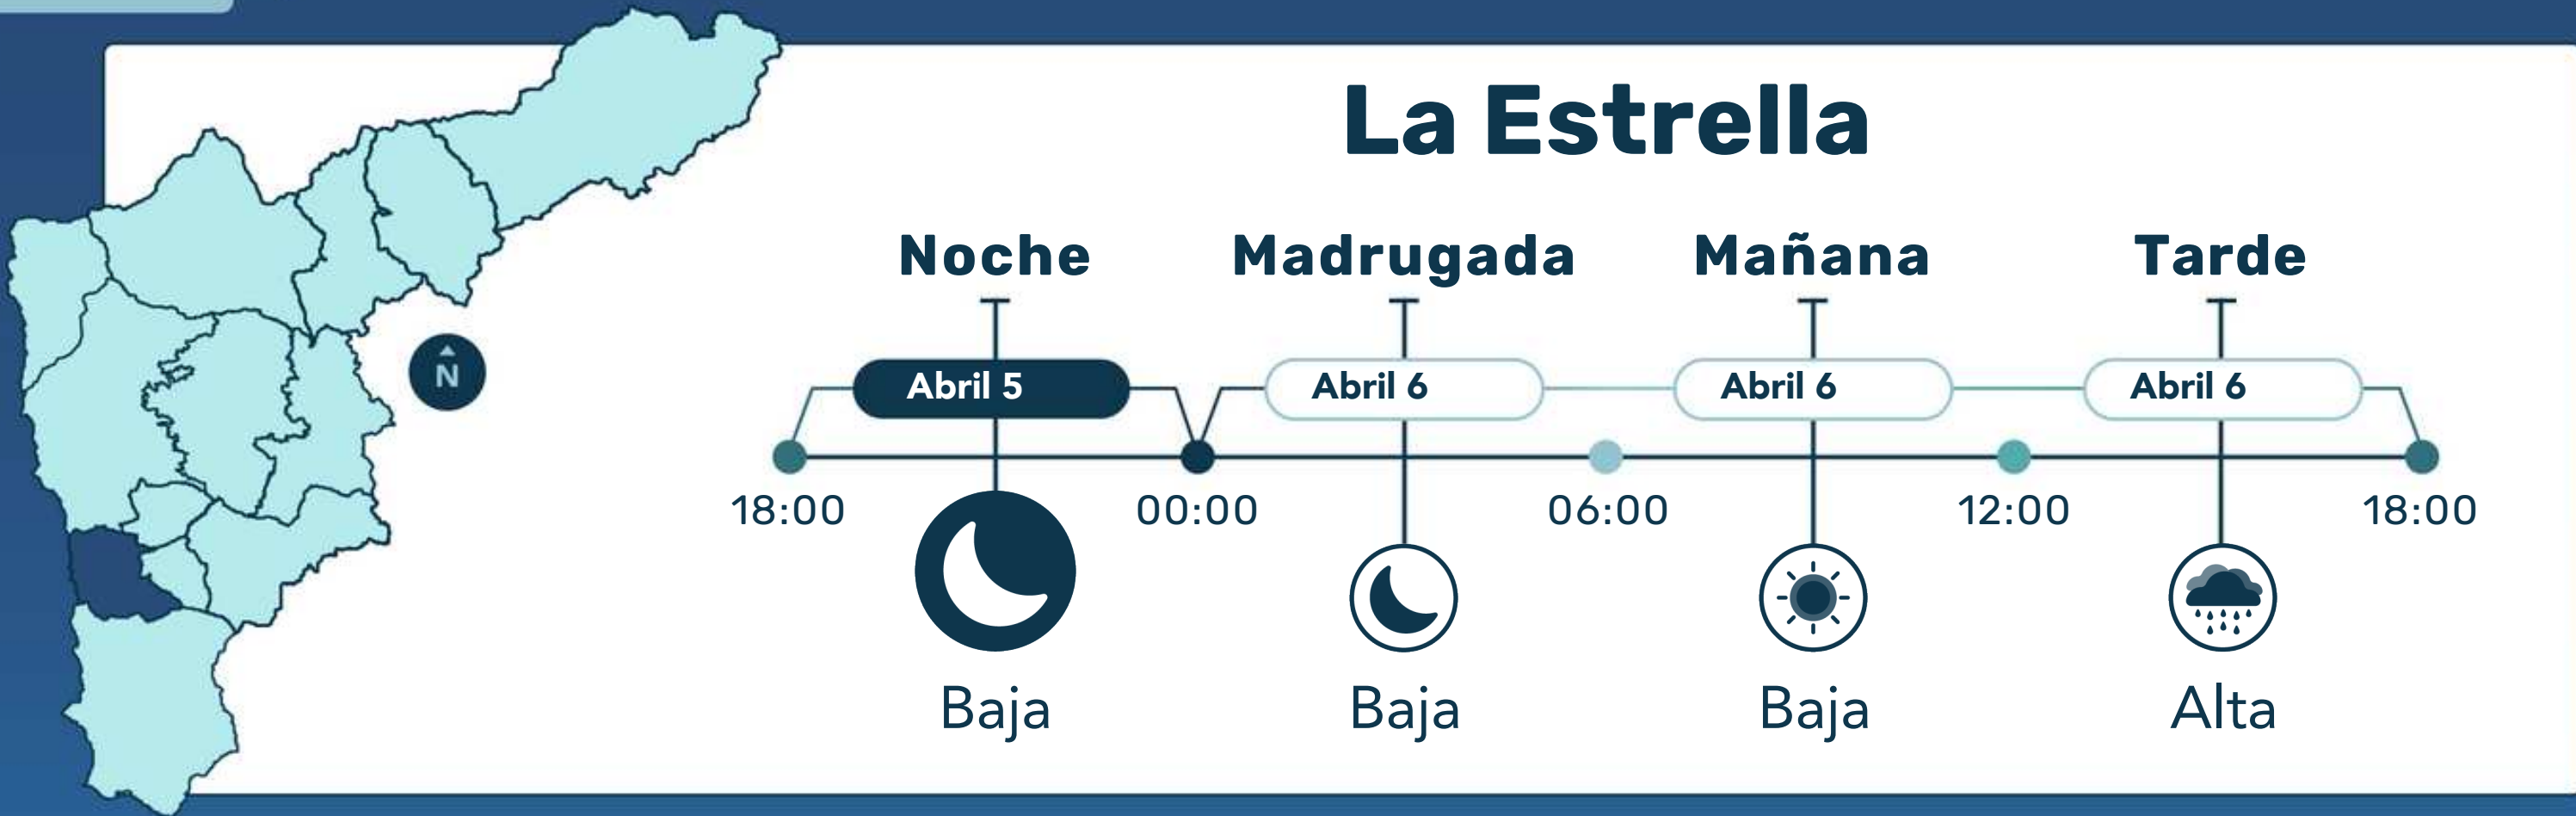 La Estrella
Noche Madrugada Mañana Tarde
Abril 5 Abril 6 Abril 6 Abril 6
N
18:00 00:00 06:00 12:00 18:00
Baja Baja Baja Alta